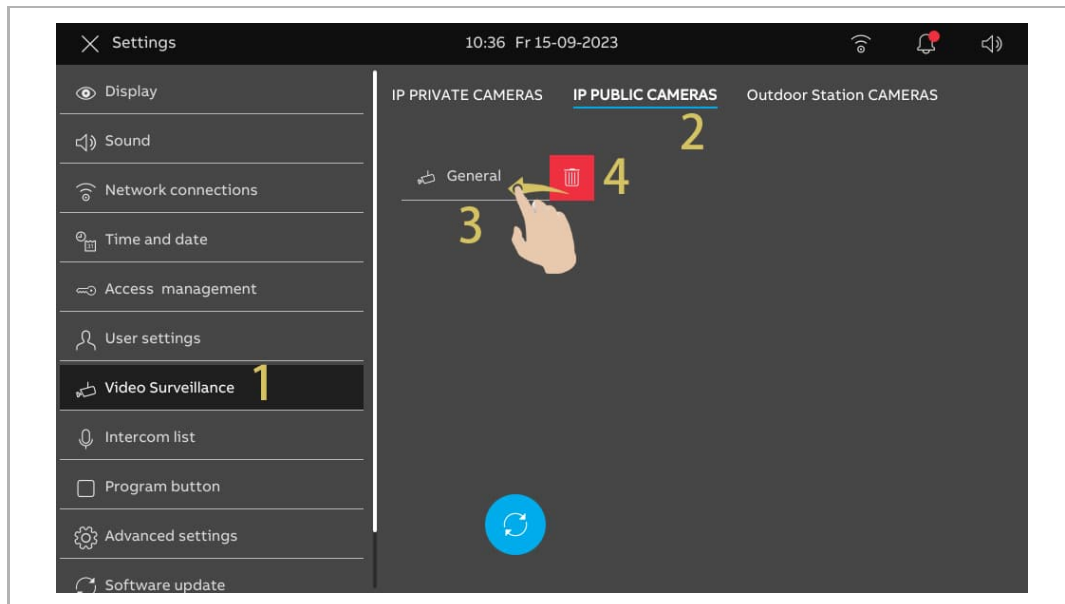 Settings
10:36 Fr 15-09-2023
Display
Sound
Network connections
Time and date
Access management
User settings
Video Surveillance
1
Intercom list
Program button
Advanced settings
Software update
IP PRIVATE CAMERAS
IP PUBLIC CAMERAS
Outdoor Station CAMERAS
2
General
4
3